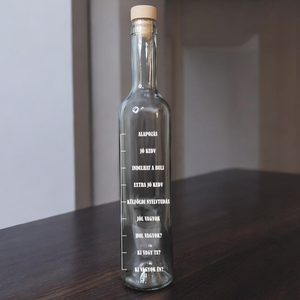 ALAPOZÁS
JÓ KEDV
INDULHAT A BULI
EXTRA JÓ KEDV
KÜLFÖLDI NYELVTUDÁS
JÓL VAGYOK
HOL VAGYOK?
KI VAGY TE?
KI VAGYOK ÉN?